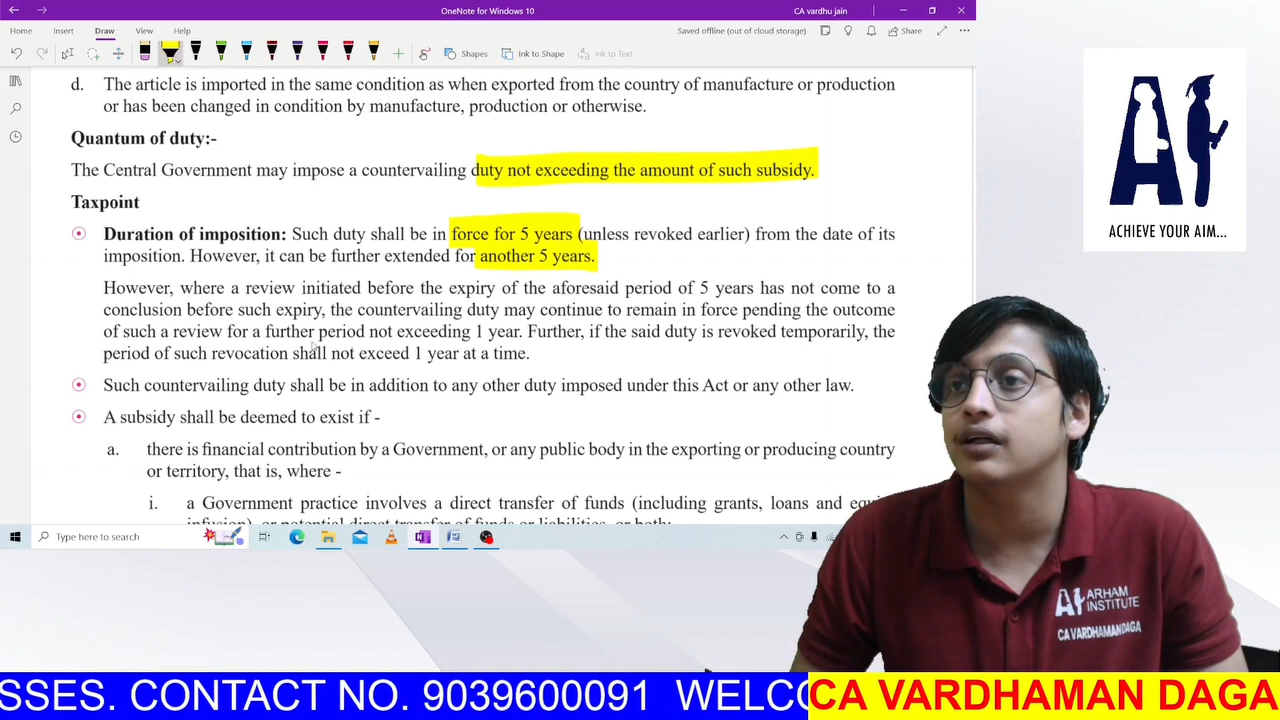 OneNote for Windows 10
CA vardhu jain
Home Insert Draw View Help
Saved offline (out of cloud storage)
Share
Shapes
Ink to Shape
Ink to Text
d. The article is imported in the same condition as when exported from the country of manufacture or production
or has been changed in condition by manufacture, production or otherwise.
Quantum of duty:-
The Central Government may impose a countervailing duty not exceeding the amount of such subsidy.
Taxpoint
Duration of imposition: Such duty shall be in force for 5 years (unless revoked earlier) from the date of its
imposition. However, it can be further extended for another 5 years.
However, where a review initiated before the expiry of the aforesaid period of 5 years has not come to a
conclusion before such expiry, the countervailing duty may continue to remain in force pending the outcome
of such a review for a further period not exceeding 1 year. Further, if the said duty is revoked temporarily, the
period of such revocation shall not exceed 1 year at a time.
Such countervailing duty shall be in addition to any other duty imposed under this Act or any other law.
A subsidy shall be deemed to exist if -
a. there is financial contribution by a Government, or any public body in the exporting or producing country
or territory, that is, where -
i. a Government practice involves a direct transfer of funds (including grants, loans and
Type here to search
ACHIEVE YOUR AIM...
ARHAM
INSTITUTE
CA VARDHAMAN DAGA
SSES. CONTACT NO. 9039600091 WELC
CA VARDHAMAN DAGA